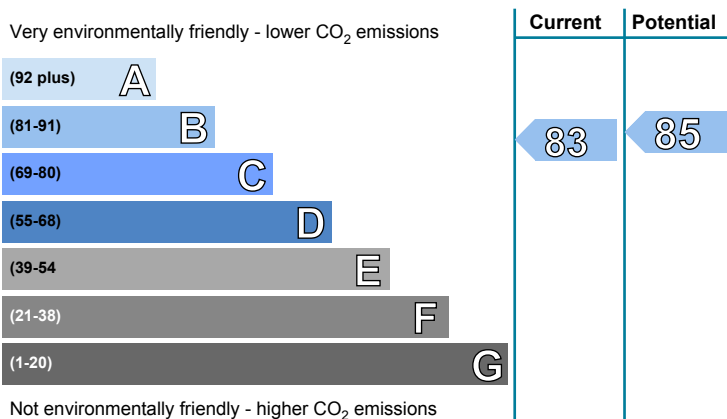 Very environmentally friendly - lower CO₂ emissions
Current Potential
(92 plus) A
(81-91) B
83 85
(69-80) C
(55-68) D
(39-54 E
(21-38) F
(1-20) G
Not environmentally friendly - higher CO₂ emissions